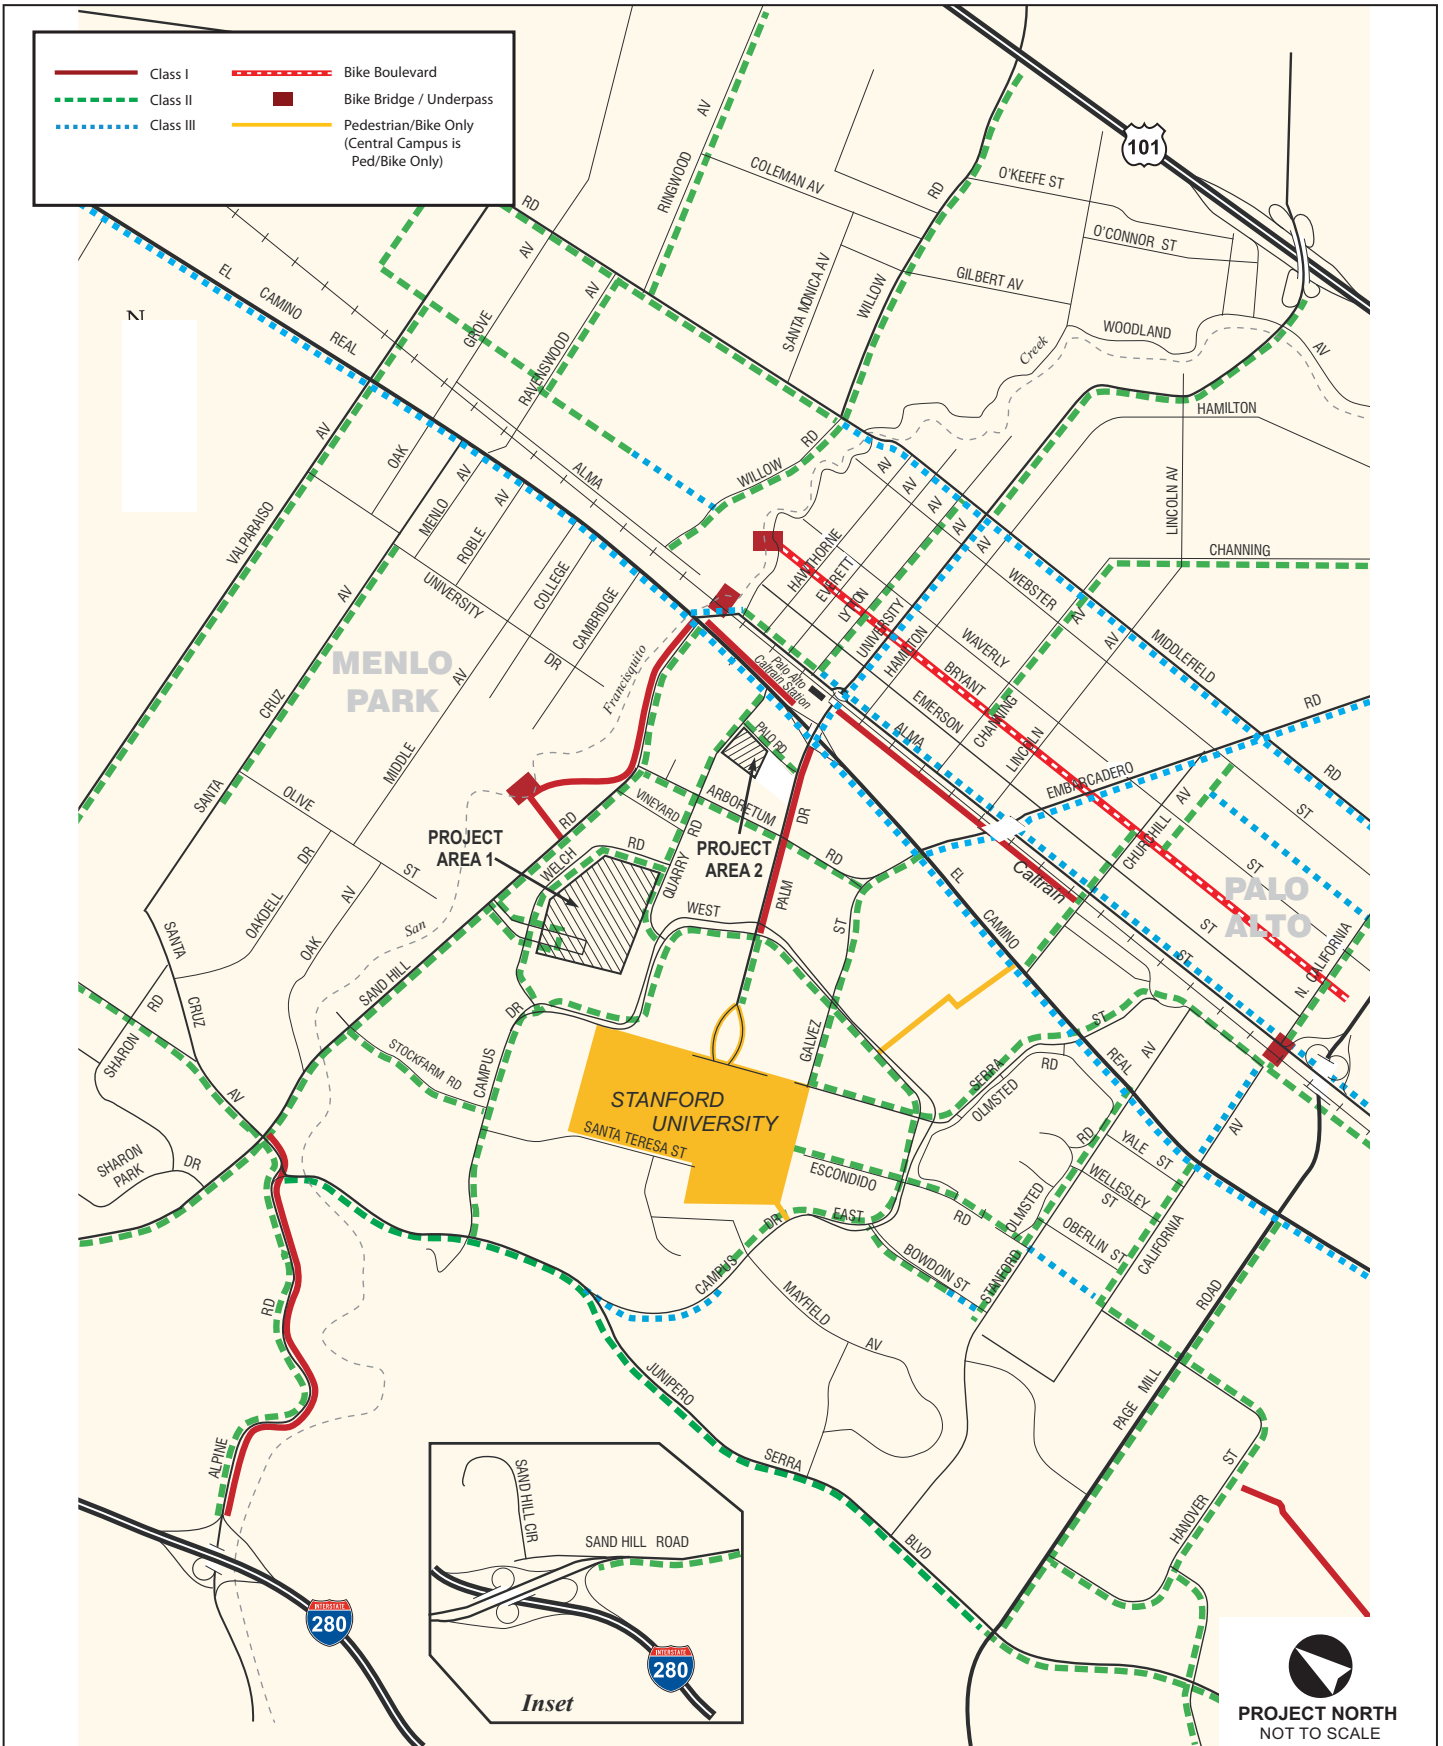 Class I
Class II
Class III
Bike Boulevard
Bike Bridge / Underpass
Pedestrian/Bike Only
(Central Campus is
Ped/Bike Only)
101
N
EL
CAMINO
REAL
RD
AV
GROVE
AV
RAVENSWOOD
RINGWOOD
AV
COLEMAN AV
SANTA MONICA AV
WILLOW
RD
O'KEEFE ST
O'CONNOR ST
GILBERT AV
WOODLAND
AV
Creek
HAMILTON
LINCOLN AV
CHANNING
VALPARAISO
AV
OAK
MENLO
AV
ROBLE
AV
ALMA
WILLOW
RD
UNIVERSITY
DR
COLLEGE
CAMBRIDGE
MENLO
PARK
SANTA
CRUZ
AV
MIDDLE
AV
Francisquito
HAWTHORNE
AV
EVERETT
AV
LYTTON
AV
UNIVERSITY
AV
HAMILTON
AV
WEBSTER
WAVERLY
BRYANT
EMERSON
ALMA
CHANNING
AV
LINCOLN
AV
MIDDLEFIELD
RD
EMBARCADERO
RD
Palo Alto
Caltrain Station
PALO RD
ARBORETUM
RD
VINEYARD
QUARRY
RD
OLIVE
ST
OAKDELL
DR
OAK
AV
PROJECT
AREA 1
PROJECT
AREA 2
WELCH
RD
RD
PALM
DR
WEST
EL
CAMINO
REAL
Caltrain
CHURCHILL
AV
ST
ST
ST
ST
PALO
ALTO
N. CALIFORNIA
SANTA
CRUZ
AV
SHARON
RD
SHARON
PARK
DR
San
SAND HILL
STOCKFARM RD
CAMPUS
DR
GALVEZ
ST
STANFORD
UNIVERSITY
SANTA TERESA ST
ESCONDIDO
RD
SERRA
ST
OLMSTED
RD
OLMSTED
RD
YALE ST
WELLESLEY
ST
OBERLIN ST
CALIFORNIA
AV
STANFORD
AV
EAST
DR
CAMPUS
BOWDOIN ST
MAYFIELD
AV
JUNIPERO
SERRA
BLVD
PAGE MILL
ROAD
HANOVER
ST
ALPINE
RD
INTERSTATE
280
SAND HILL CIR
SAND HILL ROAD
INTERSTATE
280
Inset
PROJECT NORTH
NOT TO SCALE